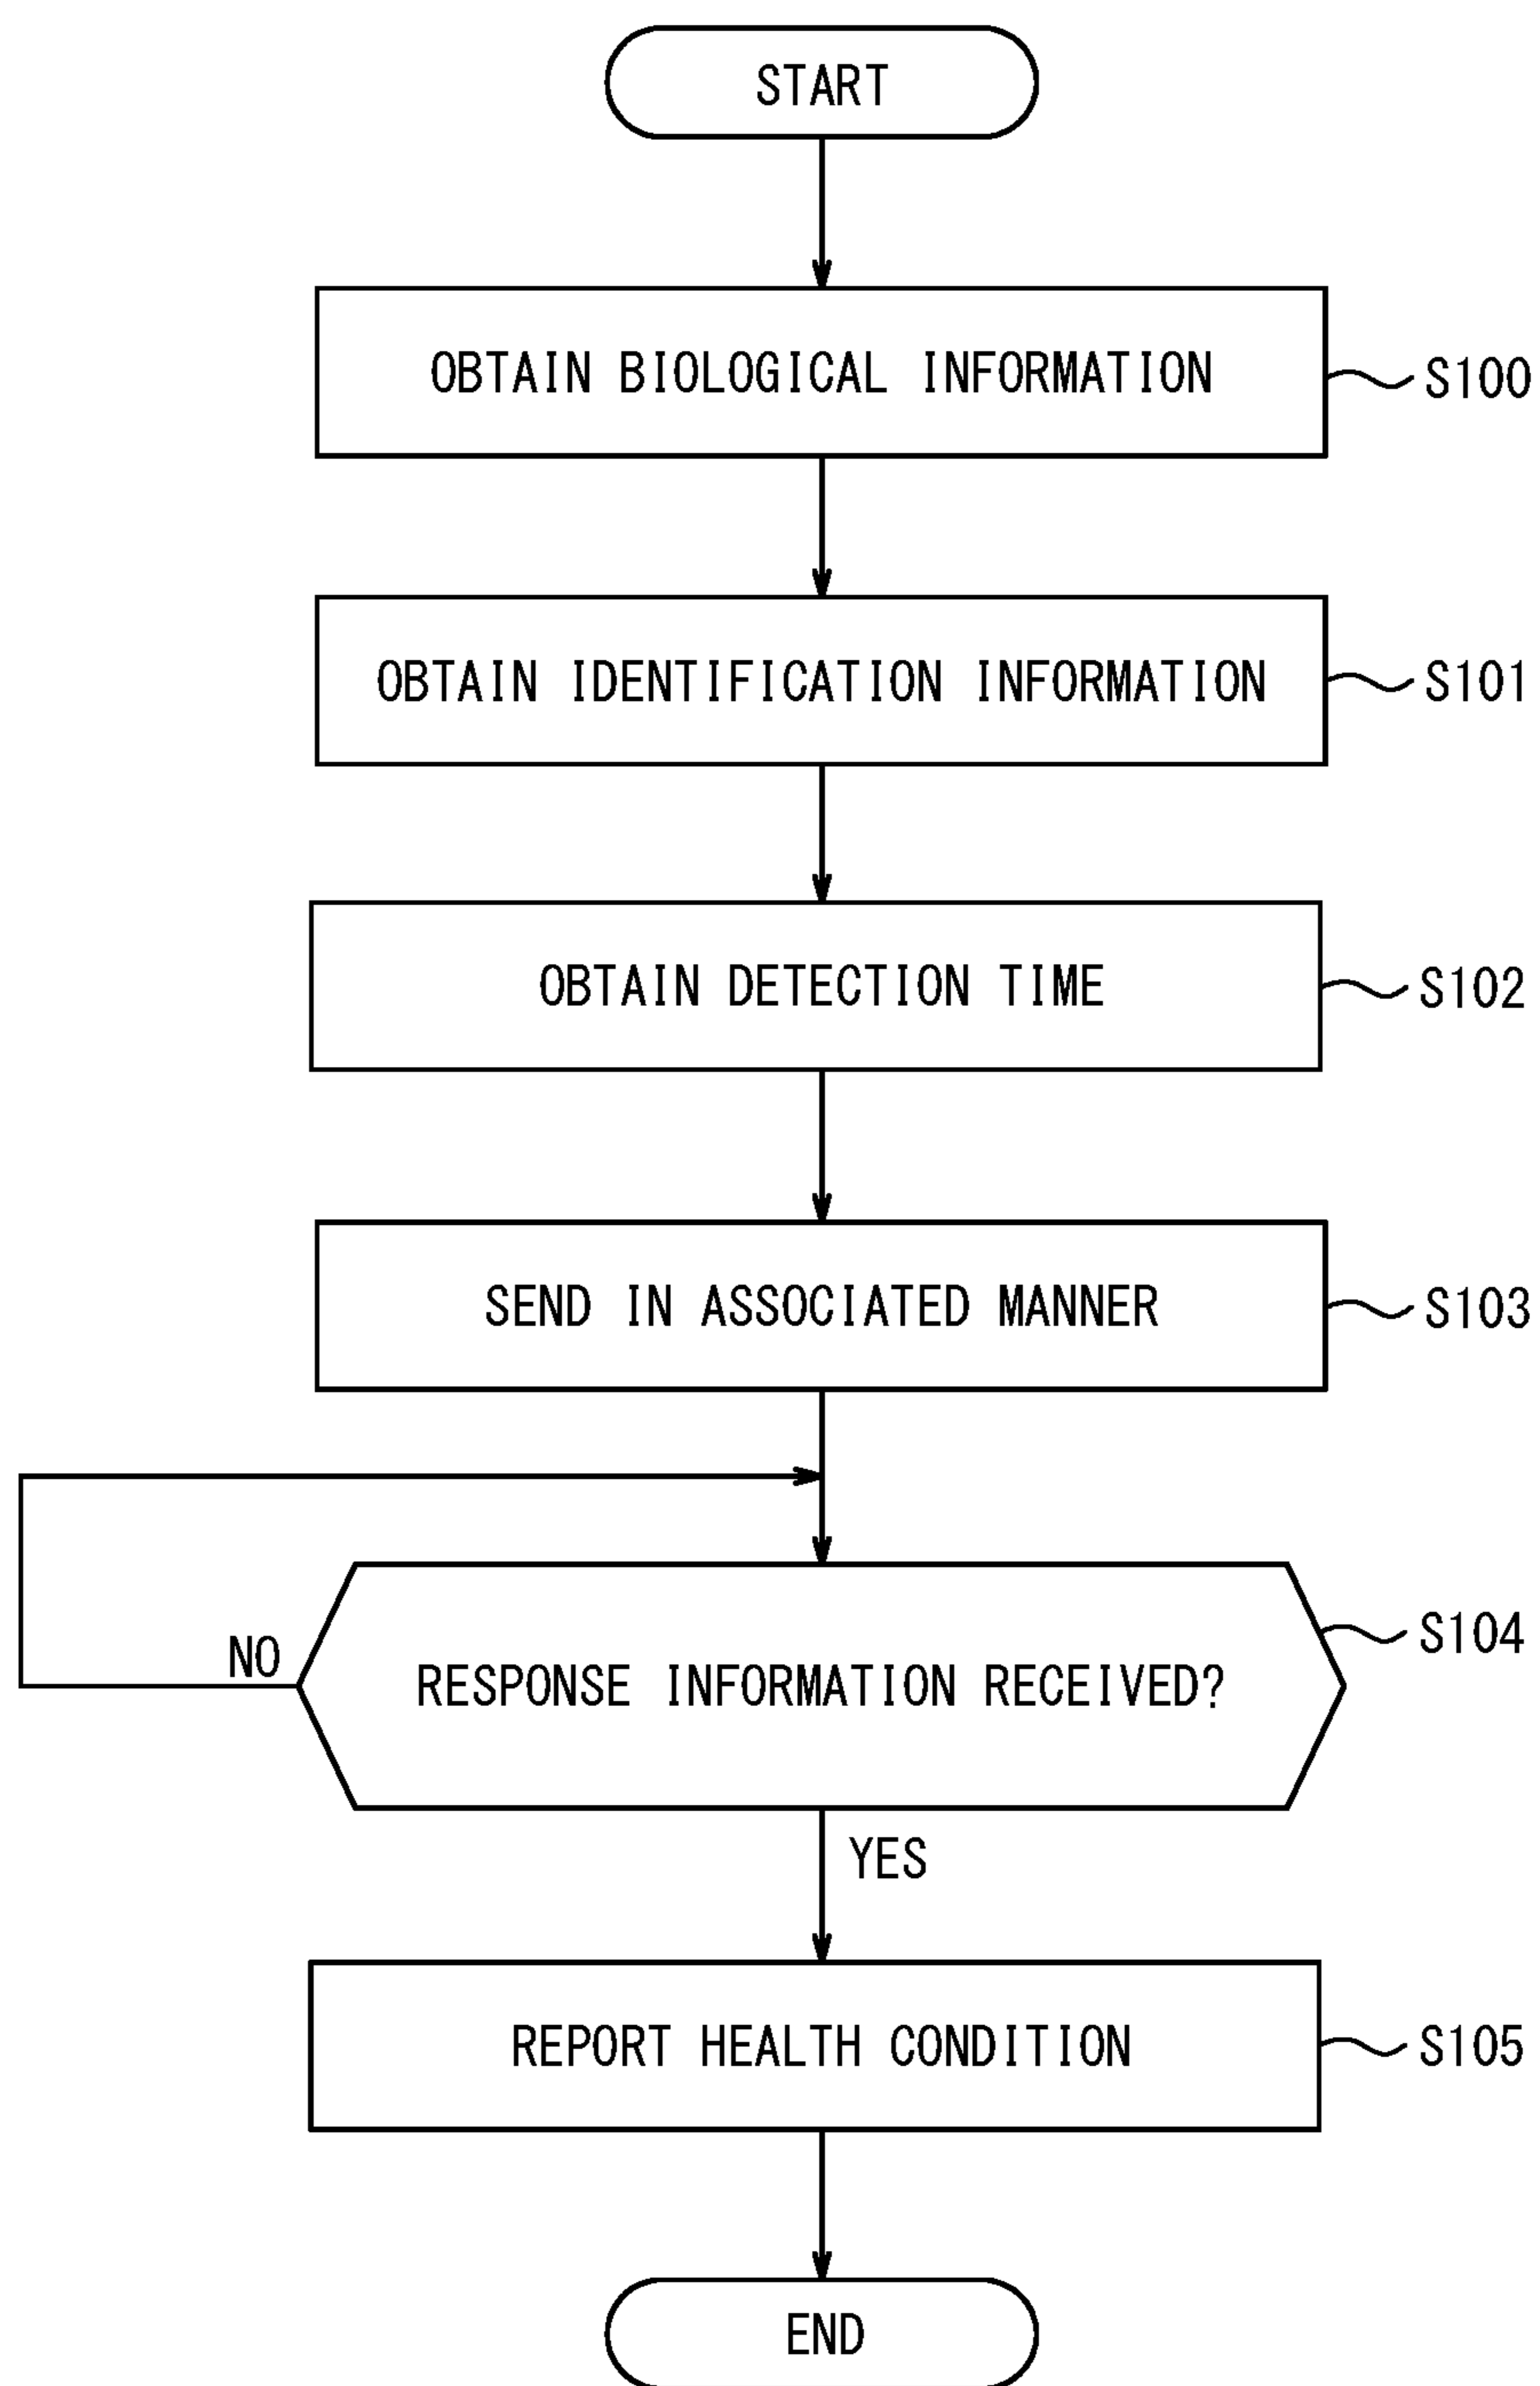 START
OBTAIN BIOLOGICAL INFORMATION
S100
OBTAIN IDENTIFICATION INFORMATION
S101
OBTAIN DETECTION TIME
S102
SEND IN ASSOCIATED MANNER
S103
NO
RESPONSE INFORMATION RECEIVED?
S104
YES
REPORT HEALTH CONDITION
S105
END